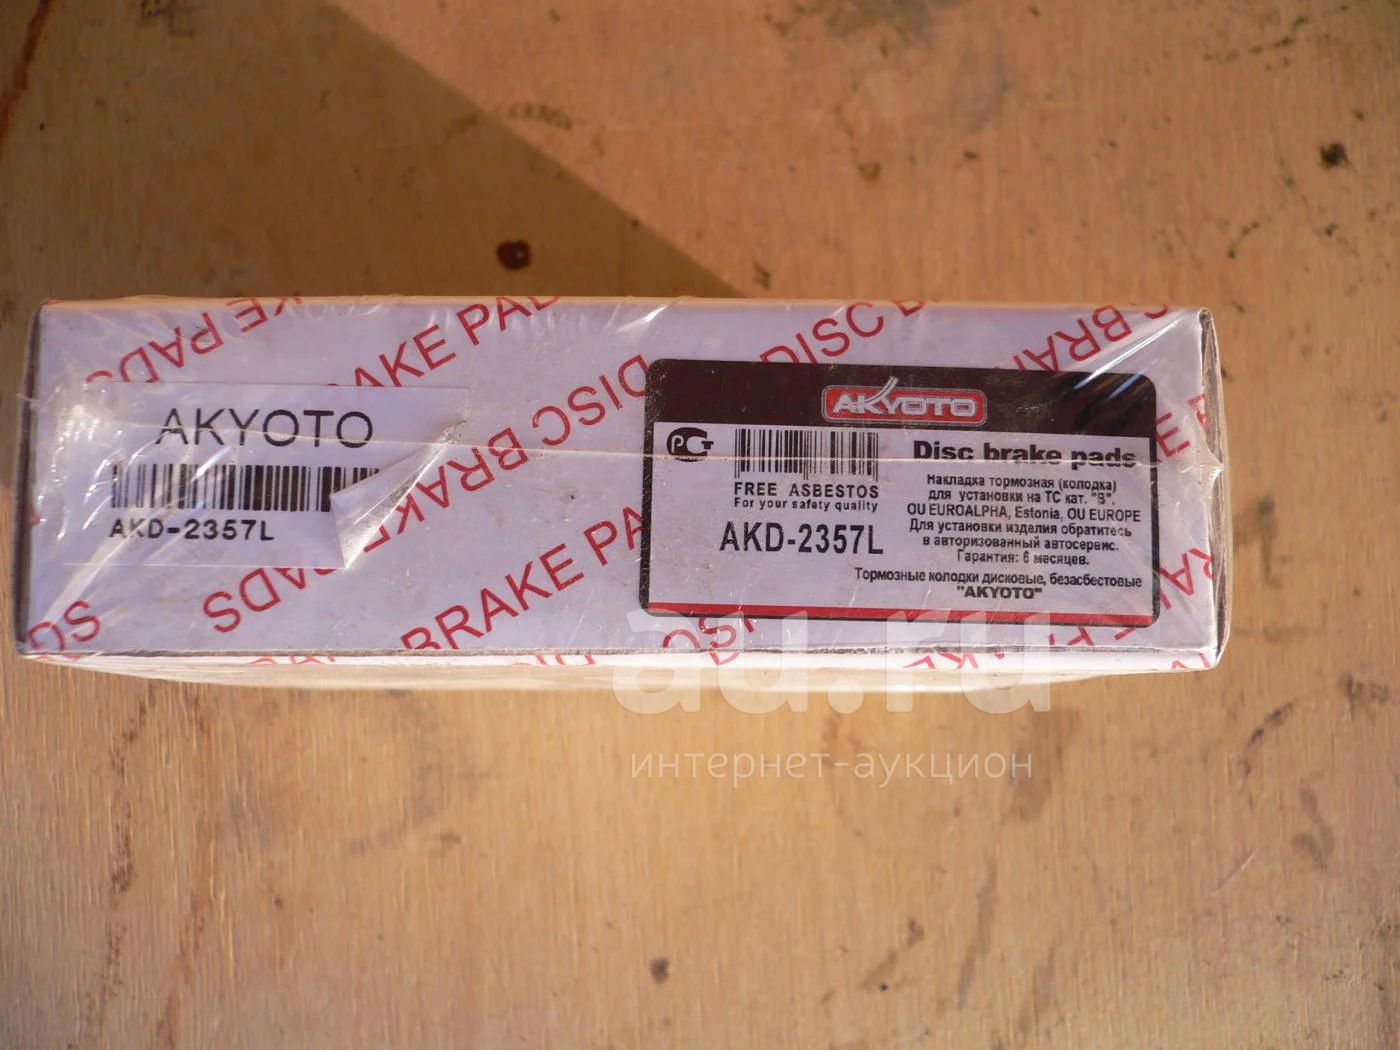 AKYOTO
AKD-2357L
DISC BRAKE PADS
BRAKE PADS
AKYOTO
Disc brake pads
FREE ASBESTOS
For your safety quality
AKD-2357L
Накладка тормозная (колодка)
для установки на ТС кат. "В".
OU EUROALPHA, Estonia, OU EUROPE
Для установки изделия обратитесь
в авторизованный автосервис.
Гарантия: 6 месяцев.
Тормозные колодки дисковые, безасбестовые
"AKYOTO"
au.ru
интернет-аукцион